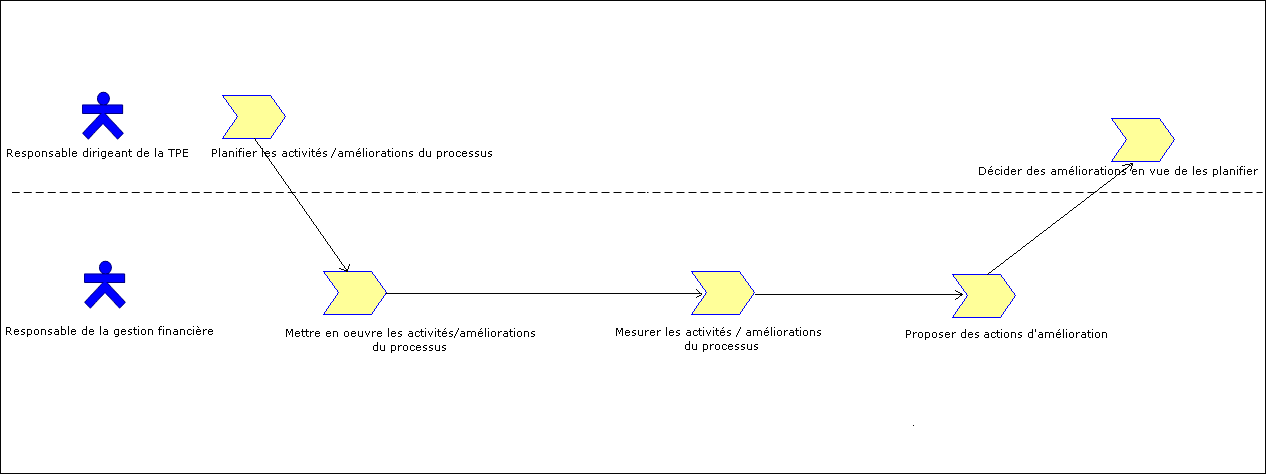 Responsable dirigeant de la TPE
Planifier les activités /améliorations du processus
Décider des améliorations en vue de les planifier
Responsable de la gestion financière
Mettre en oeuvre les activités/améliorations
du processus
Mesurer les activités / améliorations
du processus
Proposer des actions d'amélioration